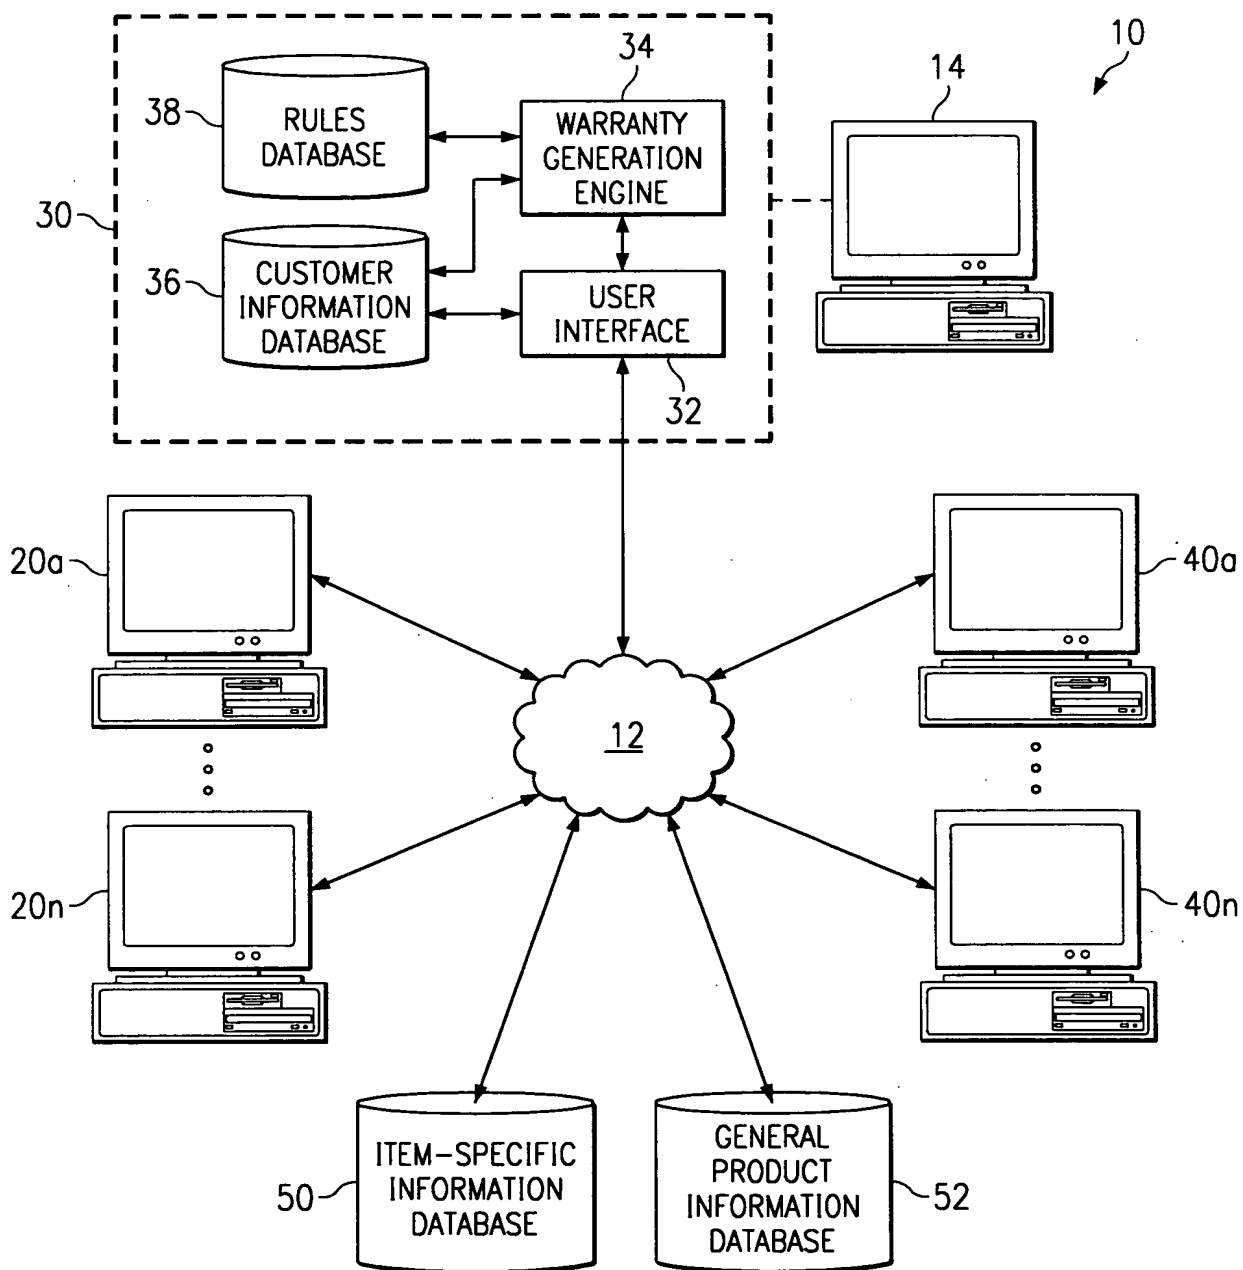 10
34
14
38
RULES
DATABASE
WARRANTY
GENERATION
ENGINE
30
36
CUSTOMER
INFORMATION
DATABASE
USER
INTERFACE
32
20a
40a
12
20n
40n
ITEM-SPECIFIC
INFORMATION
DATABASE
50
GENERAL
PRODUCT
INFORMATION
DATABASE
52